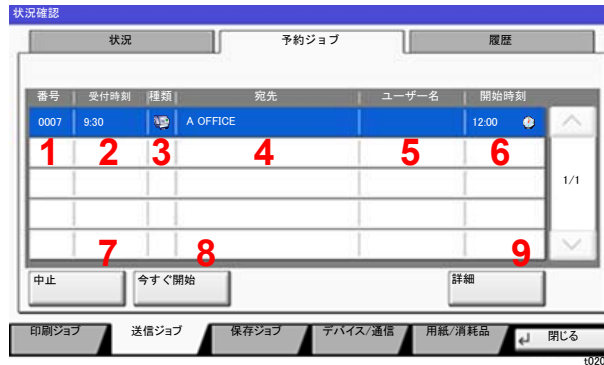 状況確認
状況 予約ジョブ 履歴
番号 受付時刻 種類 宛先 ユーザー名 開始時刻
0007 9:30 A OFFICE 12:00
1 2 3 4 5 6
1/1
7 8 9
中止 今すぐ開始 詳細
印刷ジョブ 送信ジョブ 保存ジョブ デバイス/通信 用紙/消耗品 閉じる
t020